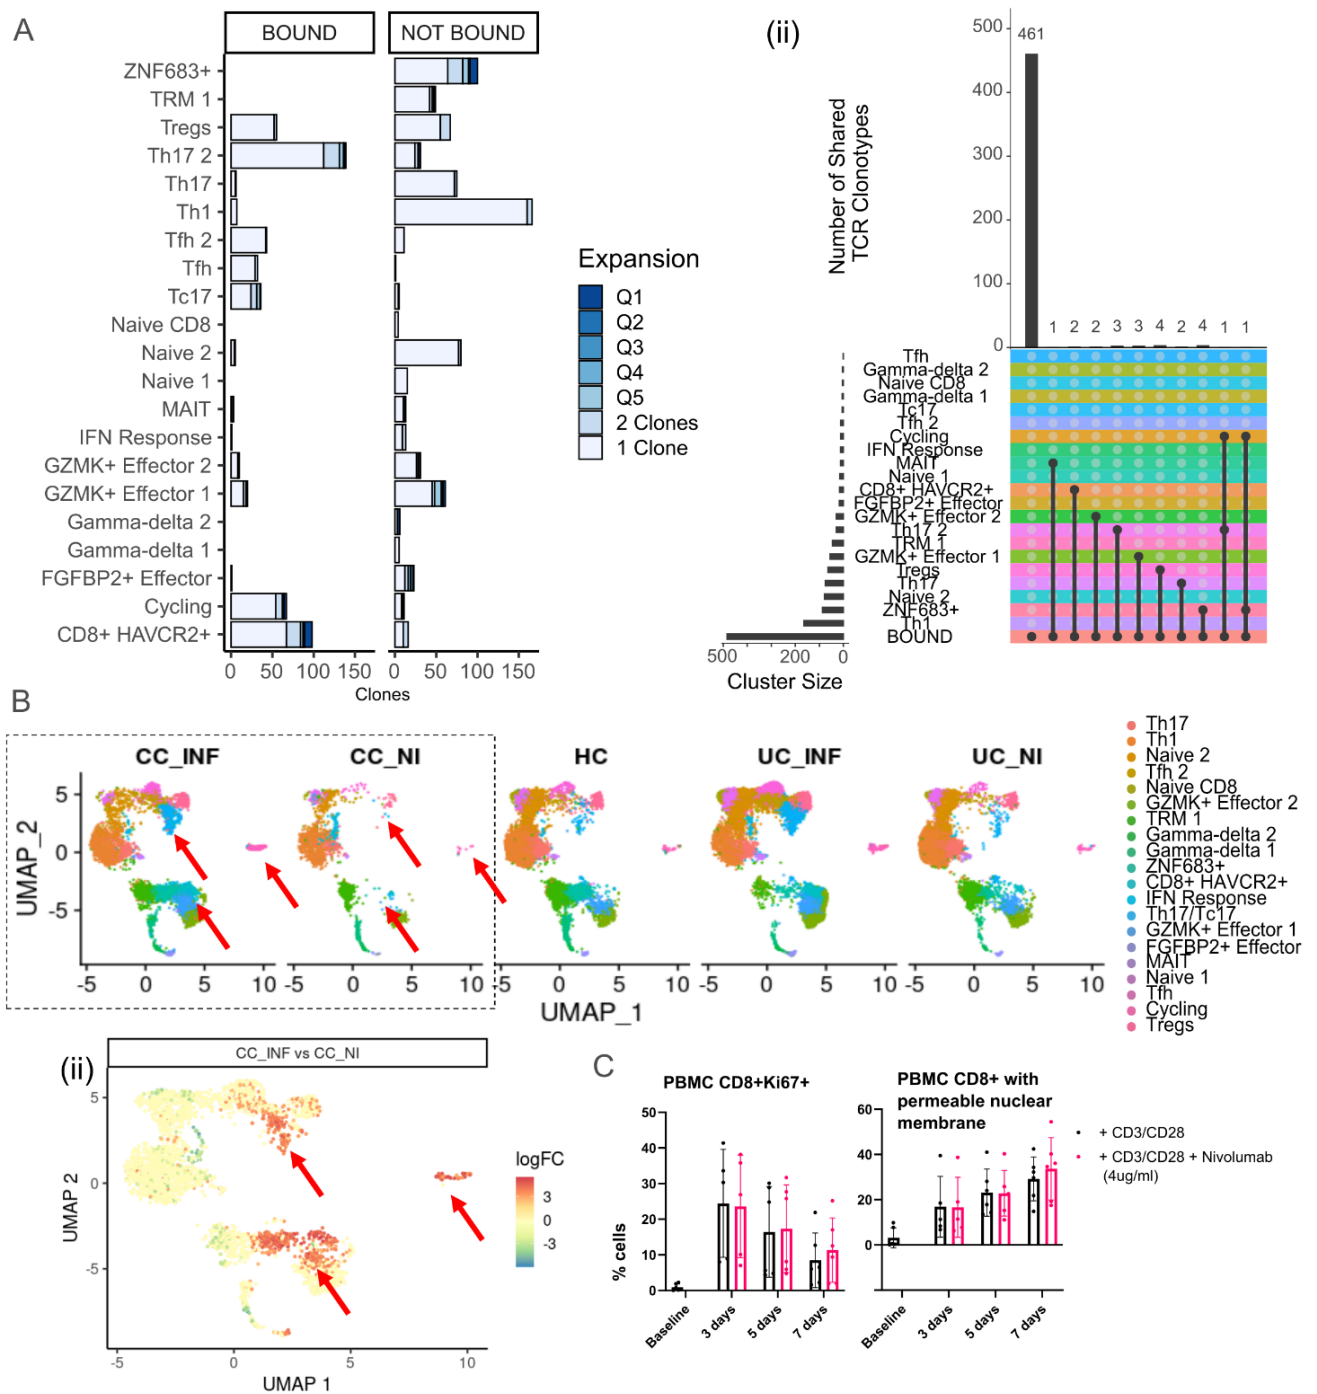 A
BOUND
NOT BOUND
ZNF683+
TRM 1
Tregs
Th17 2
Th17
Th1
Tfh 2
Tfh
Tc17
Naive CD8
Naive 2
Naive 1
MAIT
IFN Response
GZMK+ Effector 2
GZMK+ Effector 1
Gamma-delta 2
Gamma-delta 1
FGFBP2+ Effector
Cycling
CD8+ HAVCR2+
0 50 100 150
0 50 100 150
Clones
Expansion
Q1
Q2
Q3
Q4
Q5
2 Clones
1 Clone
(ii)
Number of Shared
TCR Clonotypes
500
400
300
200
100
0
461
1 2 2 3 3 4 2 4 1 1
Tfh
Gamma-delta 2
Naive CD8
Gamma-delta 1
Tc17
Tfh 2
Cycling
IFN Response
MAIT
Naive 1
CD8+ HAVCR2+
FGFBP2+ Effector
GZMK+ Effector 2
Th17 2
TRM 1
GZMK+ Effector 1
Tregs
Th17
Naive 2
ZNF683+
Th1
BOUND
500 200 0
Cluster Size
B
CC_INF
CC_NI
HC
UC_INF
UC_NI
UMAP_2
5
0
-5
-5 0 5 10
-5 0 5 10
-5 0 5 10
-5 0 5 10
-5 0 5 10
UMAP_1
Th17
Th1
Naive 2
Tfh 2
Naive CD8
GZMK+ Effector 2
TRM 1
Gamma-delta 2
Gamma-delta 1
ZNF683+
CD8+ HAVCR2+
IFN Response
Th17/Tc17
GZMK+ Effector 1
FGFBP2+ Effector
MAIT
Naive 1
Tfh
Cycling
Tregs
(ii)
CC_INF vs CC_NI
UMAP 2
5
0
-5
-5 0 5 10
UMAP 1
logFC
3
0
-3
C
PBMC CD8+Ki67+
% cells
50
40
30
20
10
0
Baseline
3 days
5 days
7 days
PBMC CD8+ with
permeable nuclear
membrane
60
40
20
0
Baseline
3 days
5 days
7 days
+ CD3/CD28
+ CD3/CD28 + Nivolumab
(4ug/ml)